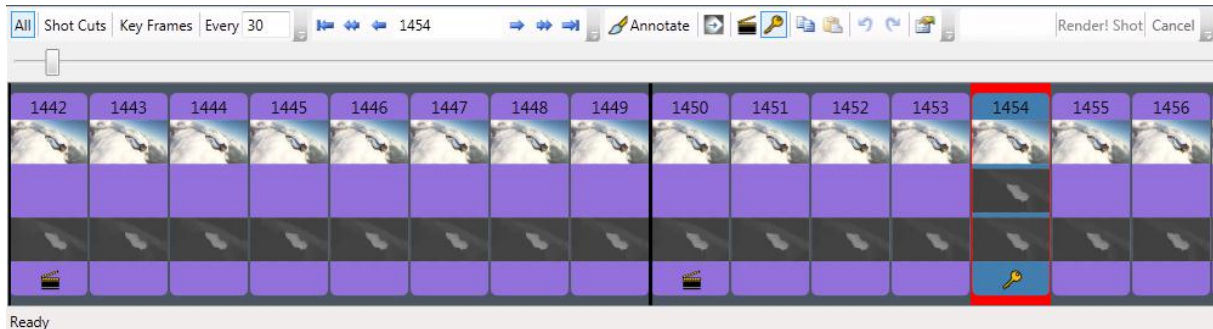 All Shot Cuts Key Frames Every 30 1454 Annotate Render! Shot Cancel
1442 1443 1444 1445 1446 1447 1448 1449 1450 1451 1452 1453 1454 1455 1456
Ready